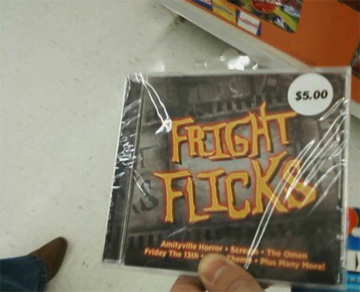 $5.00
FRIGHT
FLICKS
Amityville Horror • Scream • The Omen
Friday The 13th • Theme • Plus Many More!